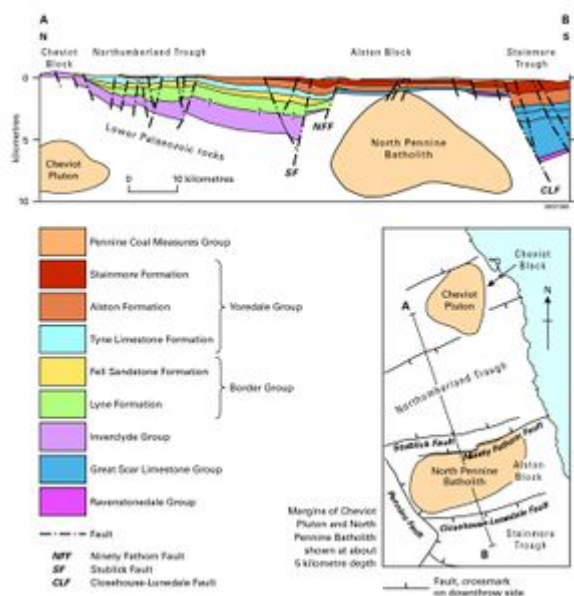 A
N
B
S
Cheviot
Block
Northumberland Trough
Alston Block
Stainmore
Trough
0
5
10
kilometres
Lower Palaeozoic rocks
NFF
SF
CLF
Cheviot
Pluton
0 10 kilometres
North Pennine
Batholith
Pennine Coal Measures Group
Stainmore Formation
Alston Formation
Tyne Limestone Formation
Yoredale Group
Fell Sandstone Formation
Lyne Formation
Border Group
Inverclyde Group
Great Scar Limestone Group
Ravenstonedale Group
Fault
NFF Ninety Fathom Fault
SF Stublick Fault
CLF Closehouse-Lunedale Fault
Cheviot
Block
N
Cheviot
Pluton
A
Northumberland Trough
Stublick Fault
Ninety Fathom Fault
North Pennine
Batholith
Alston
Block
Pennine Fault
Closehouse-Lunedale Fault
Stainmore
Trough
B
Margins of Cheviot
Pluton and North
Pennine Batholith
shown at about
5 kilometre depth
Fault, crossmark
on downthrow side